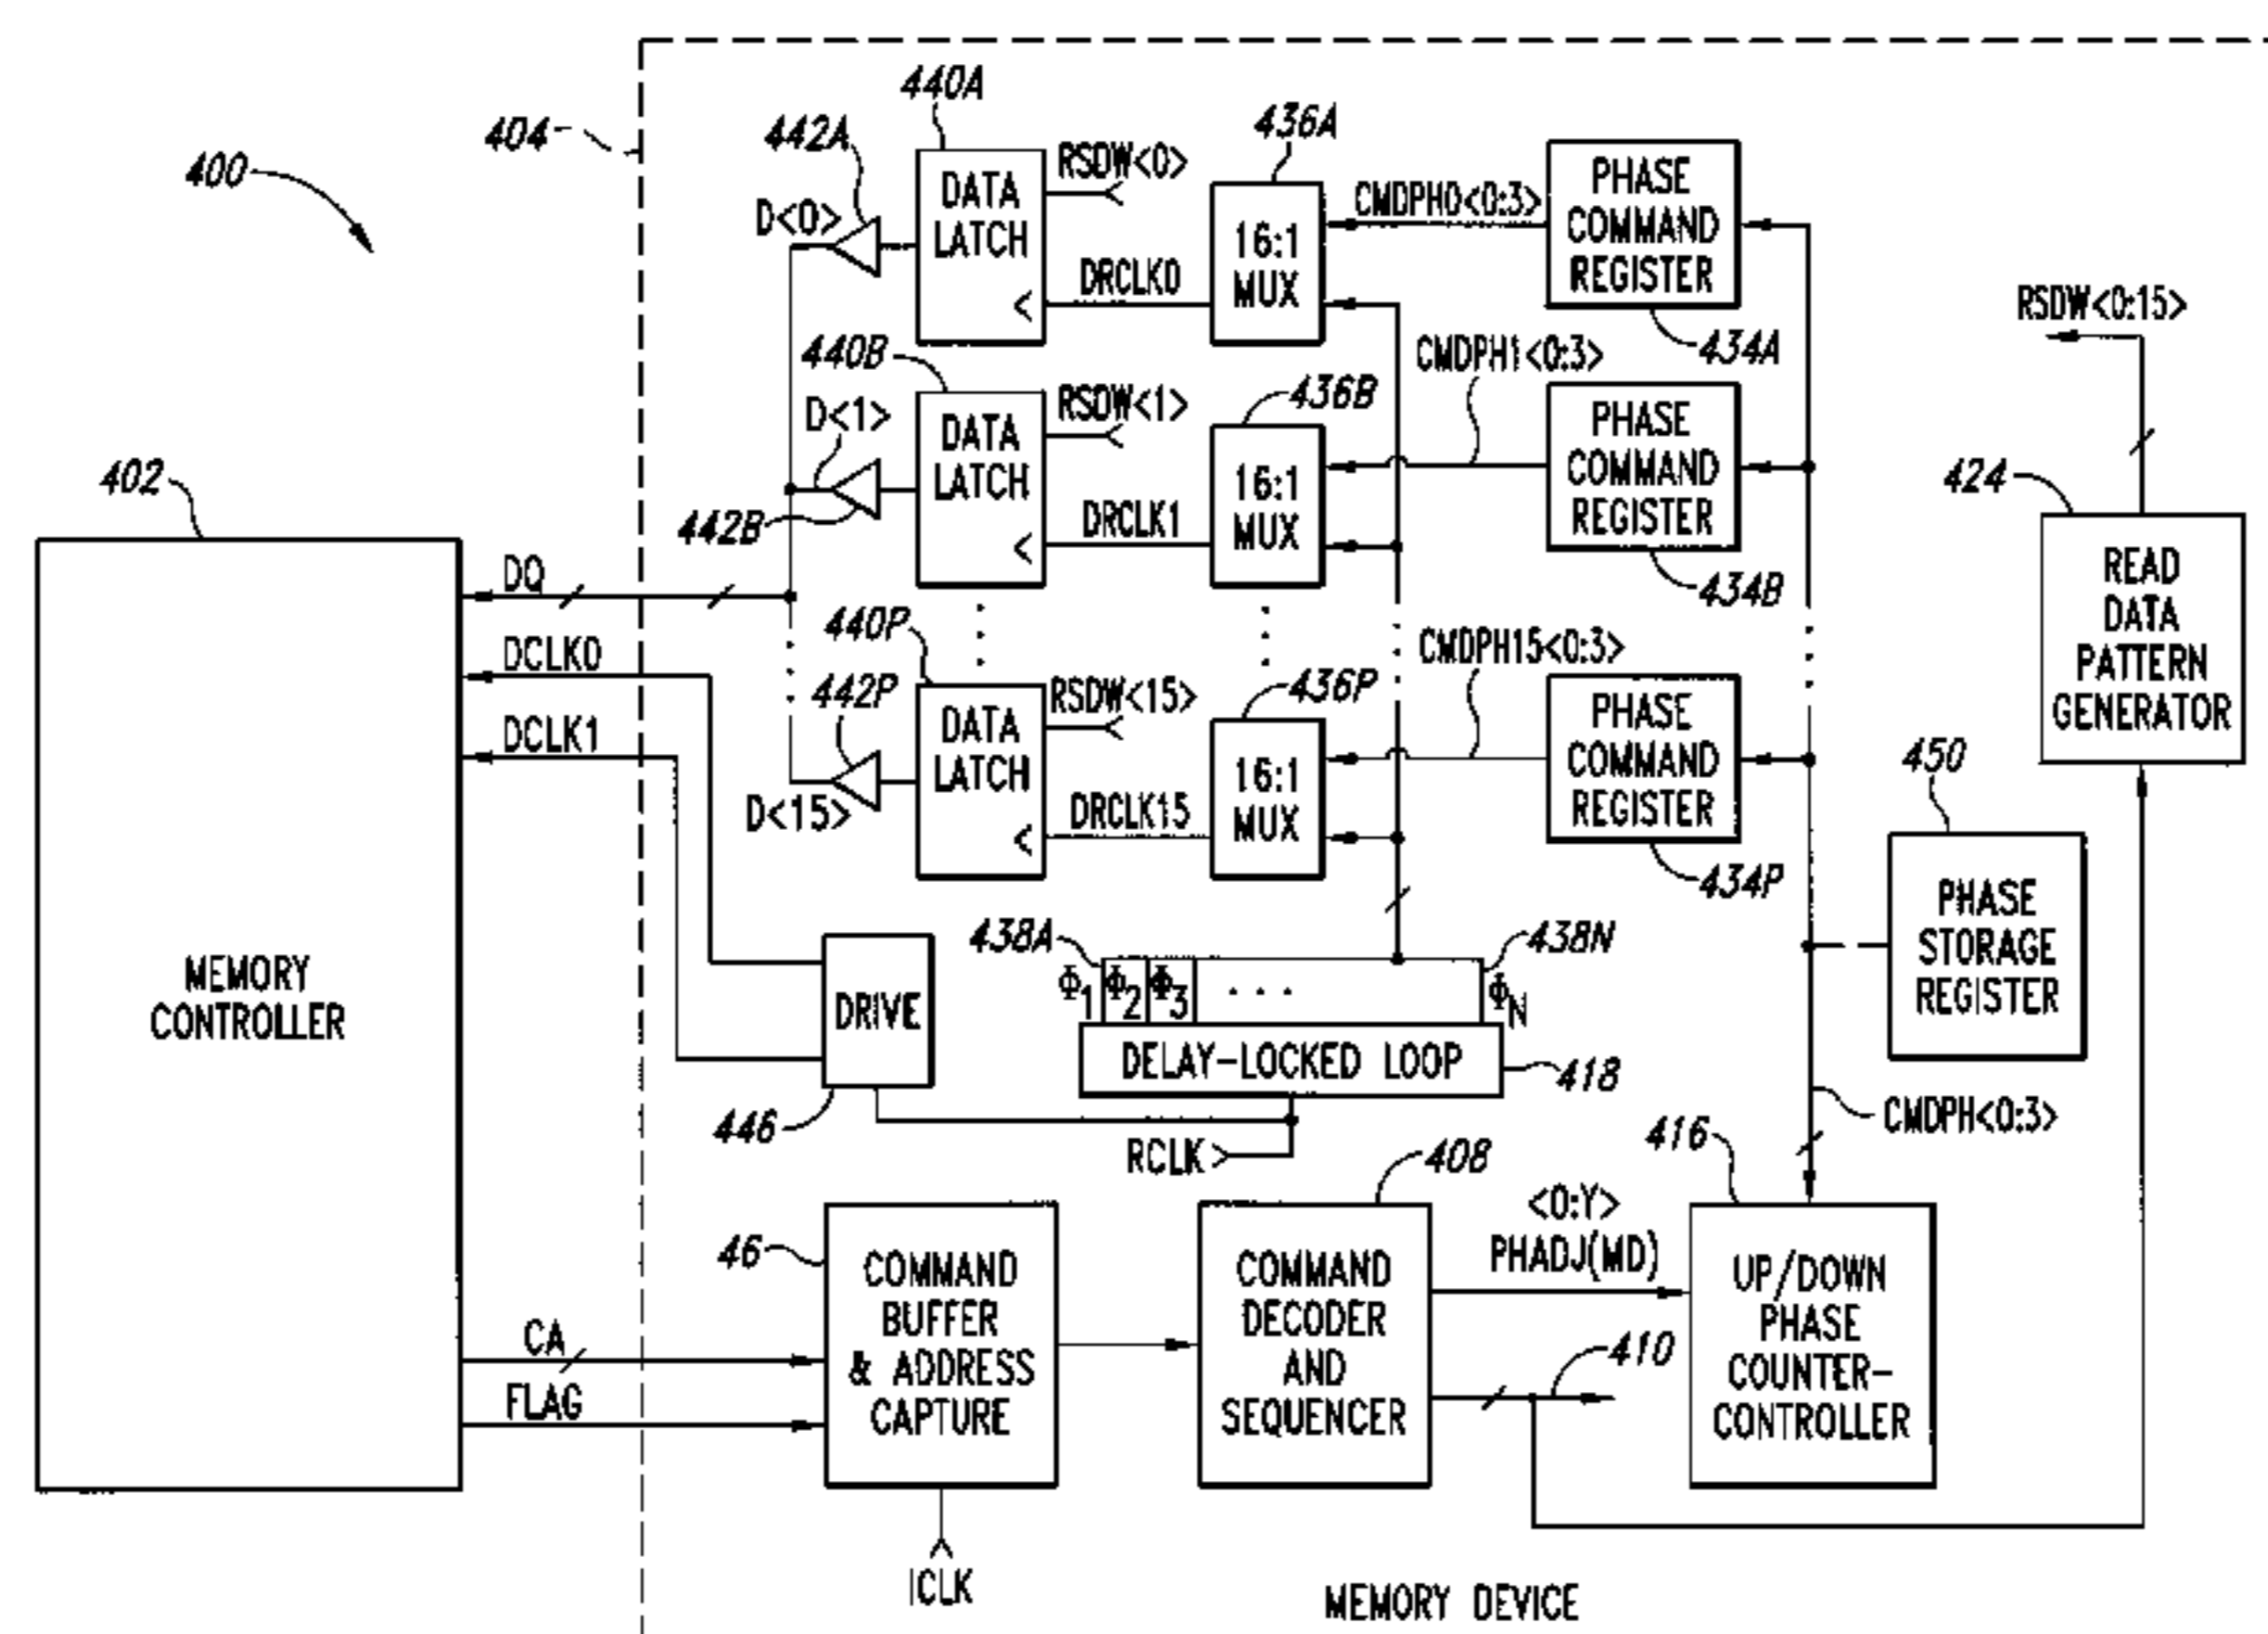 440A
442A
404
436A
400
RSDW<0>
PHASE
COMMAND
REGISTER
DATA
LATCH
D<0>
CMDPH0<0:3>
16:1
MUX
DRCLK0
RSDW<0:15>
434A
440B
CMDPH1<0:3>
436B
RSDW<1>
D<1>
DATA
LATCH
PHASE
COMMAND
REGISTER
402
424
16:1
MUX
442B
DRCLK1
READ
DATA
PATTERN
GENERATOR
DQ
434B
440P
CMDPH15<0:3>
DCLK0
442P
RSDW<15>
436P
DATA
LATCH
PHASE
COMMAND
REGISTER
DCLK1
450
16:1
MUX
D<15>
DRCLK15
434P
PHASE
STORAGE
REGISTER
438A
438N
MEMORY
CONTROLLER
DRIVE
Φ1 Φ2 Φ3 ... ΦN
DELAY-LOCKED LOOP
418
446
CMDPH<0:3>
416
RCLK
408
<0:Y>
PHADJ(MD)
46
COMMAND
BUFFER
& ADDRESS
CAPTURE
COMMAND
DECODER
AND
SEQUENCER
UP/DOWN
PHASE
COUNTER-
CONTROLLER
CA
410
FLAG
ICLK
MEMORY DEVICE